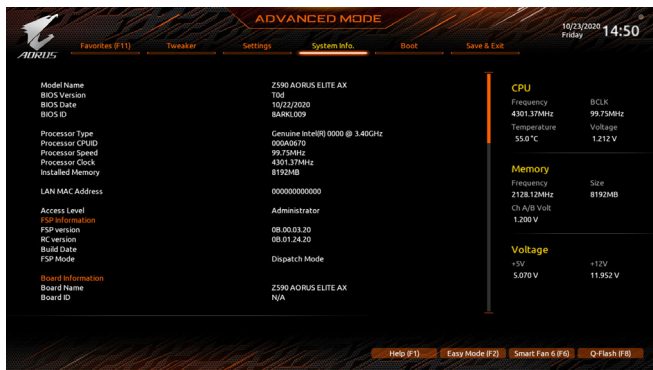 ADVANCED MODE
10/23/2020
Friday
14:50
AORUS
Favorites (F11) Tweaker Settings System Info. Boot Save & Exit
Model Name Z590 AORUS ELITE AX
BIOS Version T0d
BIOS Date 10/22/2020
BIOS ID 8ARKL009
Processor Type Genuine Intel(R) 0000 @ 3.40GHz
Processor CPUID 000A0670
Processor Speed 99.75MHz
Processor Clock 4301.37MHz
Installed Memory 8192MB
LAN MAC Address 000000000000
Access Level Administrator
FSP Information
FSP version 0B.00.03.20
RC version 0B.01.24.20
Build Date
FSP Mode Dispatch Mode
Board Information
Board Name Z590 AORUS ELITE AX
Board ID N/A
CPU
Frequency BCLK
4301.37MHz 99.75MHz
Temperature Voltage
55.0 °C 1.212 V
Memory
Frequency Size
2128.12MHz 8192MB
Ch A/B Volt
1.200 V
Voltage
+5V +12V
5.070 V 11.952 V
Help (F1) Easy Mode (F2) Smart Fan 6 (F6) Q-Flash (F8)